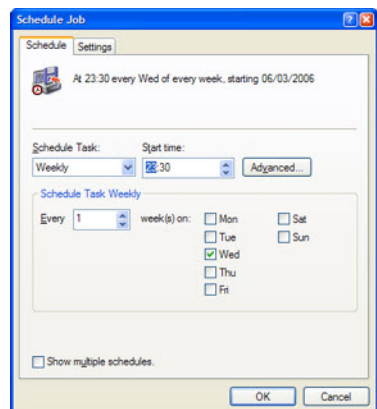 Schedule Job
Schedule Settings
At 23:30 every Wed of every week, starting 06/03/2006
Schedule Task: Start time:
Weekly 23:30 Advanced...
Schedule Task Weekly
Every 1 week(s) on: Mon Sat
Tue Sun
Wed
Thu
Fri
Show multiple schedules.
OK Cancel